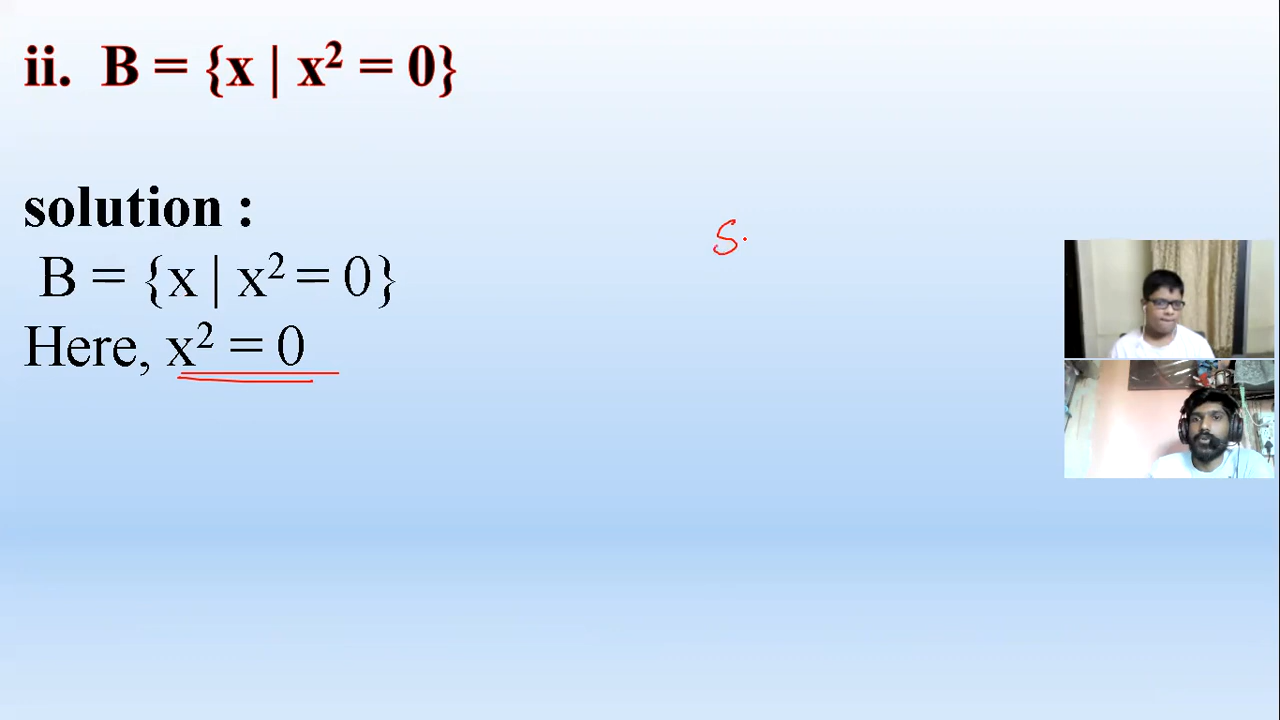 ii. B = {x | x² = 0}
solution :
B = {x | x² = 0}
S.
Here, x² = 0